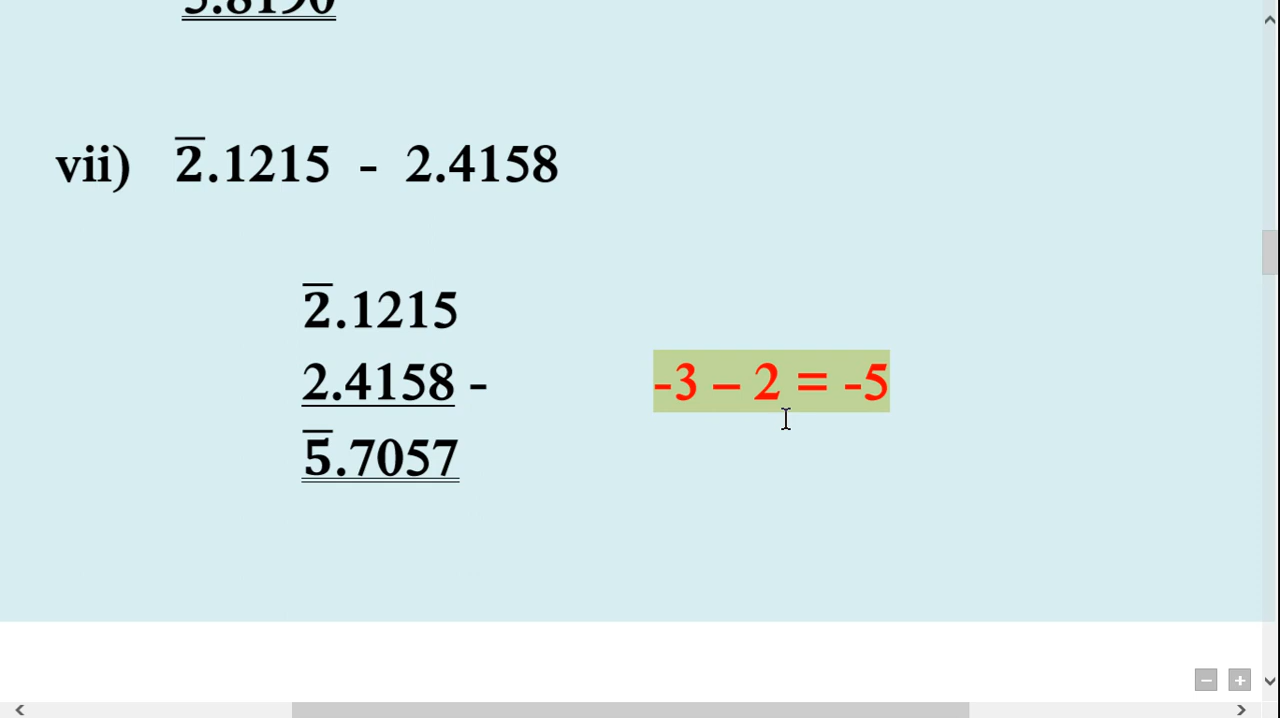 vii) 2̅.1215 - 2.4158
2̅.1215
2.4158 -
-3 – 2 = -5
5̅.7057